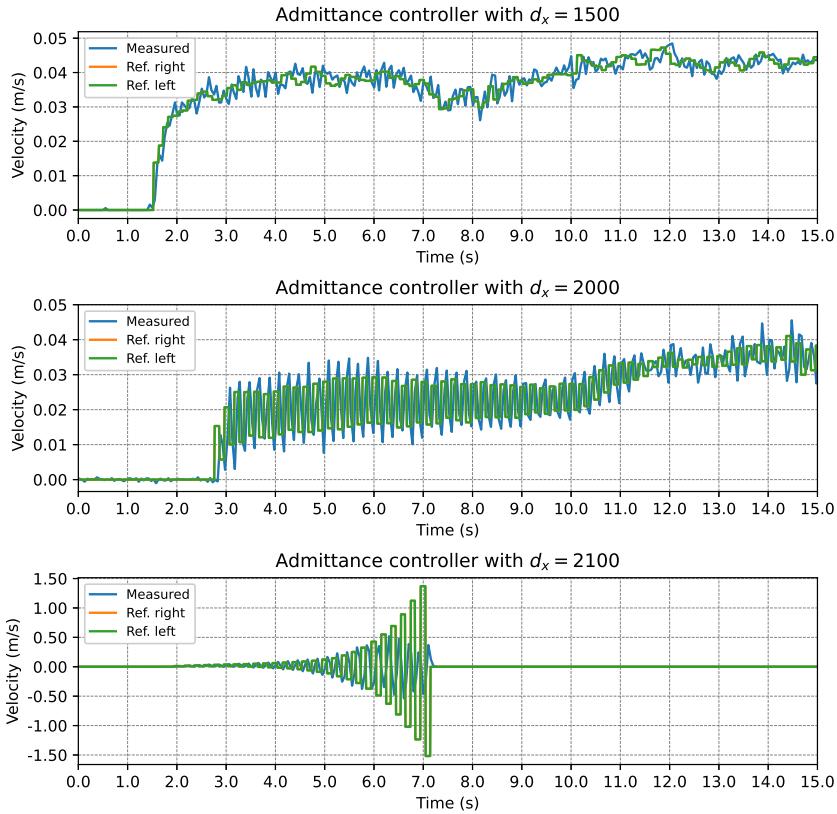 Admittance controller with dₓ = 1500
0.05
0.04
0.03
0.02
0.01
0.00
Velocity (m/s)
Measured
Ref. right
Ref. left
0.0 1.0 2.0 3.0 4.0 5.0 6.0 7.0 8.0 9.0 10.0 11.0 12.0 13.0 14.0 15.0
Time (s)
Admittance controller with dₓ = 2000
0.05
0.04
0.03
0.02
0.01
0.00
Velocity (m/s)
Measured
Ref. right
Ref. left
0.0 1.0 2.0 3.0 4.0 5.0 6.0 7.0 8.0 9.0 10.0 11.0 12.0 13.0 14.0 15.0
Time (s)
Admittance controller with dₓ = 2100
1.50
1.00
0.50
0.00
-0.50
-1.00
-1.50
Velocity (m/s)
Measured
Ref. right
Ref. left
0.0 1.0 2.0 3.0 4.0 5.0 6.0 7.0 8.0 9.0 10.0 11.0 12.0 13.0 14.0 15.0
Time (s)